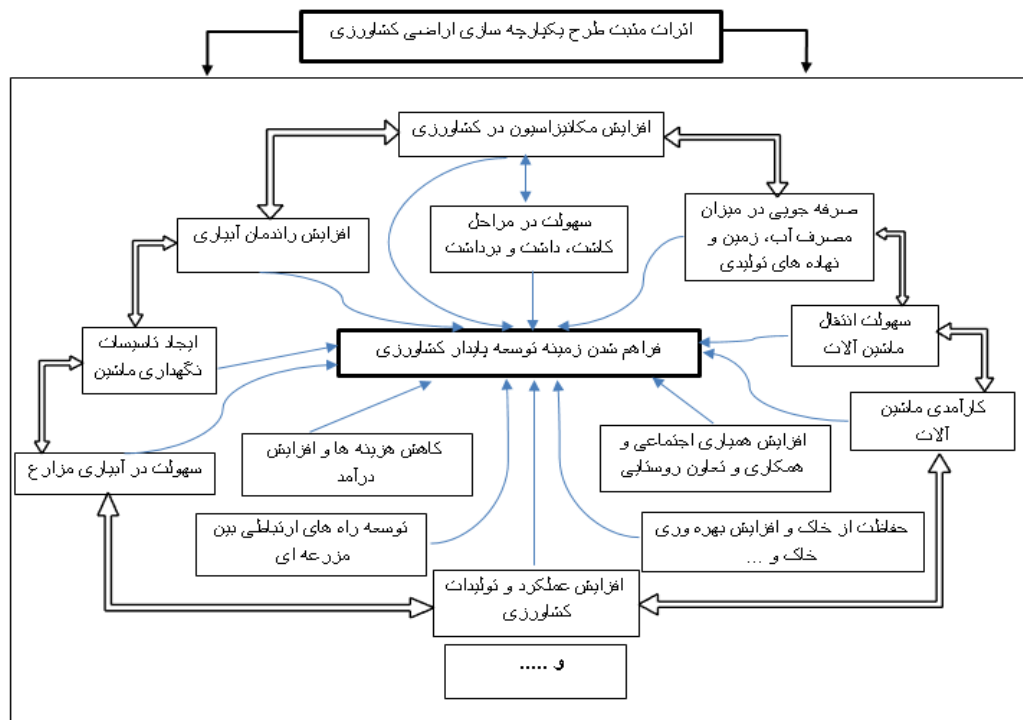 اثرات مثبت طرح یکپارچه سازی اراضی کشاورزی
افزایش مکانیزاسیون در کشاورزی
صرفه جویی در میزان
مصرف آب، زمین و
نهاده های تولیدی
سهولت در مراحل
کاشت، داشت و برداشت
افزایش راندمان آبیاری
سهولت انتقال
ماشین آلات
فراهم شدن زمینه توسعه پایدار کشاورزی
ایجاد تاسیسات
نگهداری ماشین
کارآمدی ماشین
آلات
افزایش همیاری اجتماعی و
همکاری و تعاون روستایی
کاهش هزینه ها و افزایش
درآمد
سهولت در آبیاری مزارع
حفاظت از خاک و افزایش بهره وری
خاک و ...
توسعه راه های ارتباطی بین
مزرعه ای
افزایش عملکرد و تولیدات
کشاورزی
و .....